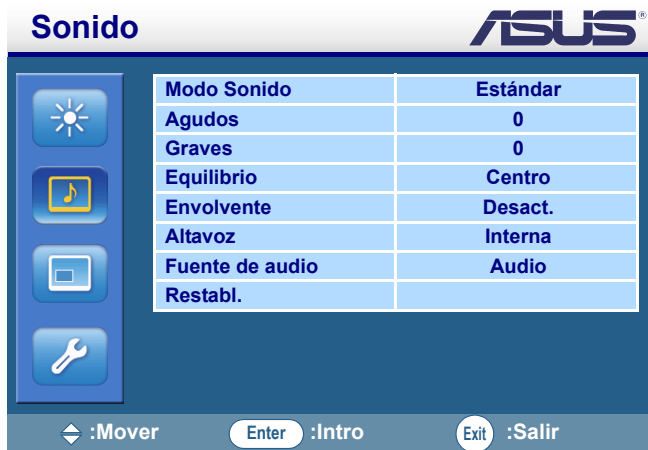 Sonido
ASUS®
Modo Sonido Estándar
Agudos 0
Graves 0
Equilibrio Centro
Envolvente Desact.
Altavoz Interna
Fuente de audio Audio
Restabl.
:Mover Enter :Intro Exit :Salir